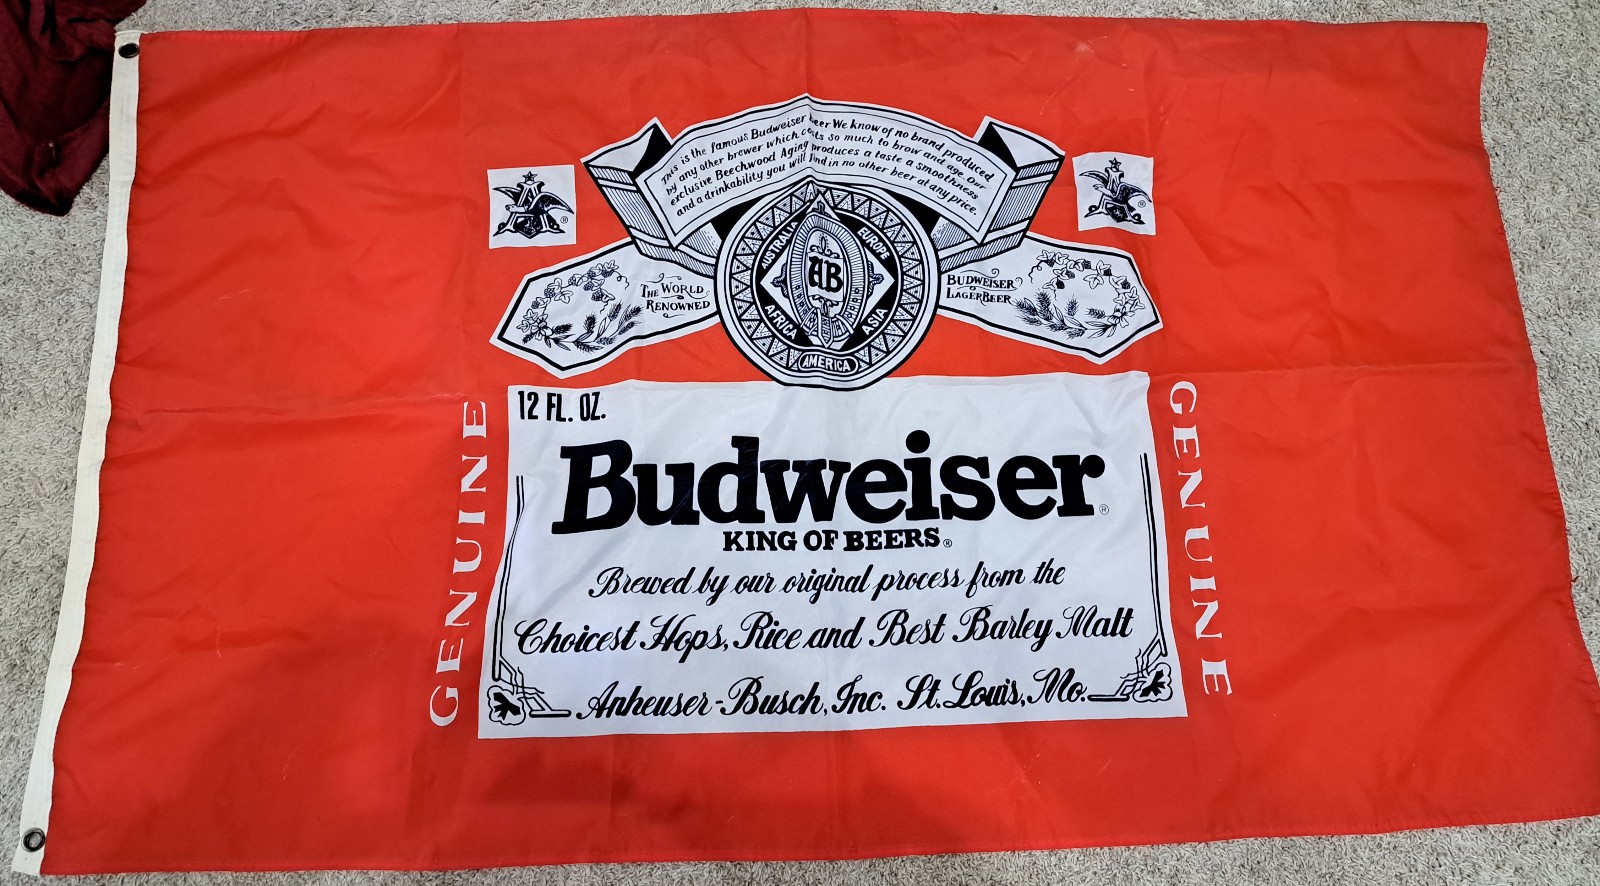 This is the famous Budweiser beer We know of no brand produced
by any other brower which costs so much to brow and age Our
exclusive Beechwood Aging produces a taste a smoothness
and a drinkability you will find in no other beer at any price.
A
®
A
®
THE WORLD
RENOWNED
AUSTRALIA
EUROPE
AB
AFRICA
ASIA
AMERICA
BUDWEISER
LAGER BEER
GENUINE
12 FL. OZ.
Budweiser®
KING OF BEERS®
Brewed by our original process from the
Choicest Hops, Rice and Best Barley Malt
Anheuser-Busch, Inc. St. Louis, Mo.
GENUINE